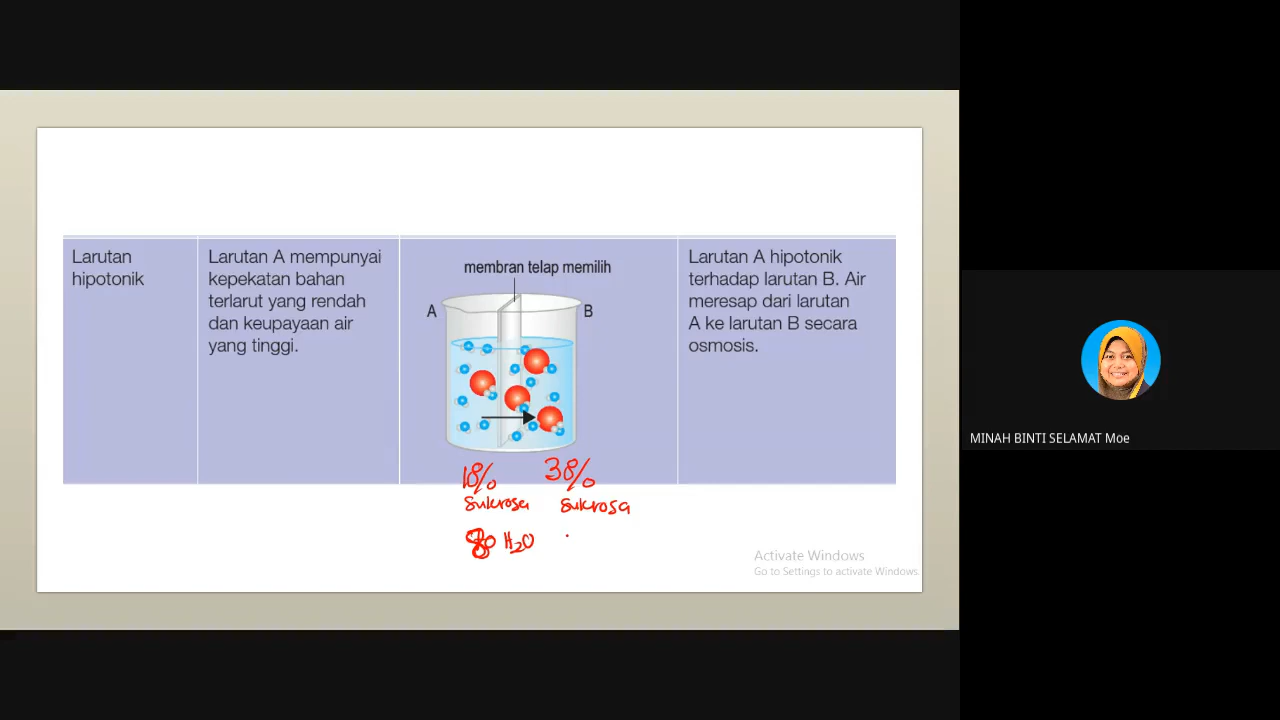 Larutan
hipotonik
Larutan A mempunyai
kepekatan bahan
terlarut yang rendah
dan keupayaan air
yang tinggi.
membran telap memilih
A
B
Larutan A hipotonik
terhadap larutan B. Air
meresap dari larutan
A ke larutan B secara
osmosis.
sukrosa
sukrosa
H₂O
Activate Windows
Go to Settings to activate Windows.
MINAH BINTI SELAMAT Moe